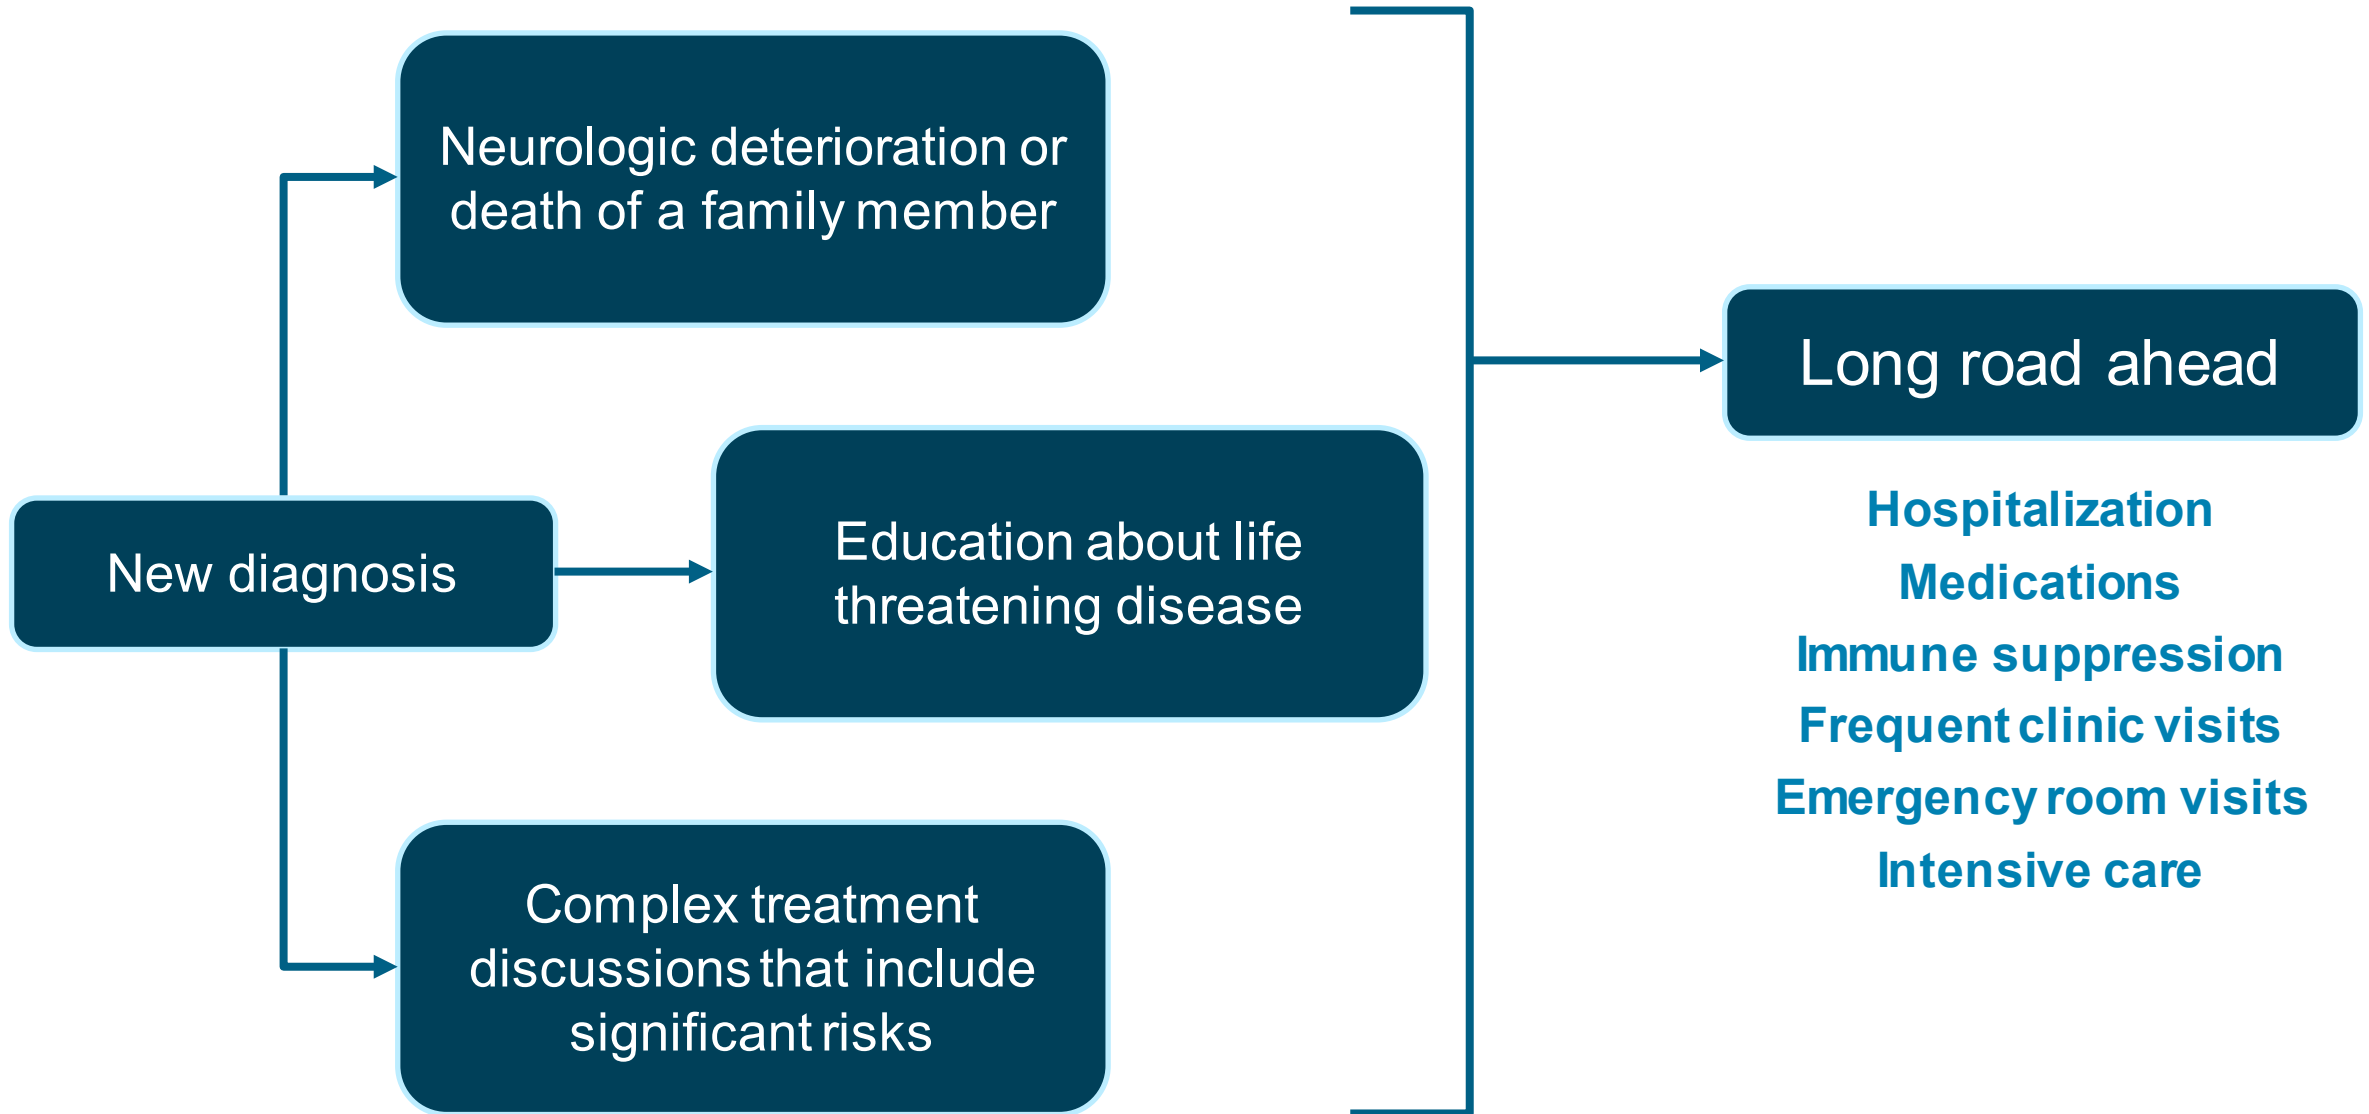 Neurologic deterioration or
death of a family member
New diagnosis
Education about life
threatening disease
Complex treatment
discussions that include
significant risks
Long road ahead
Hospitalization
Medications
Immune suppression
Frequent clinic visits
Emergency room visits
Intensive care